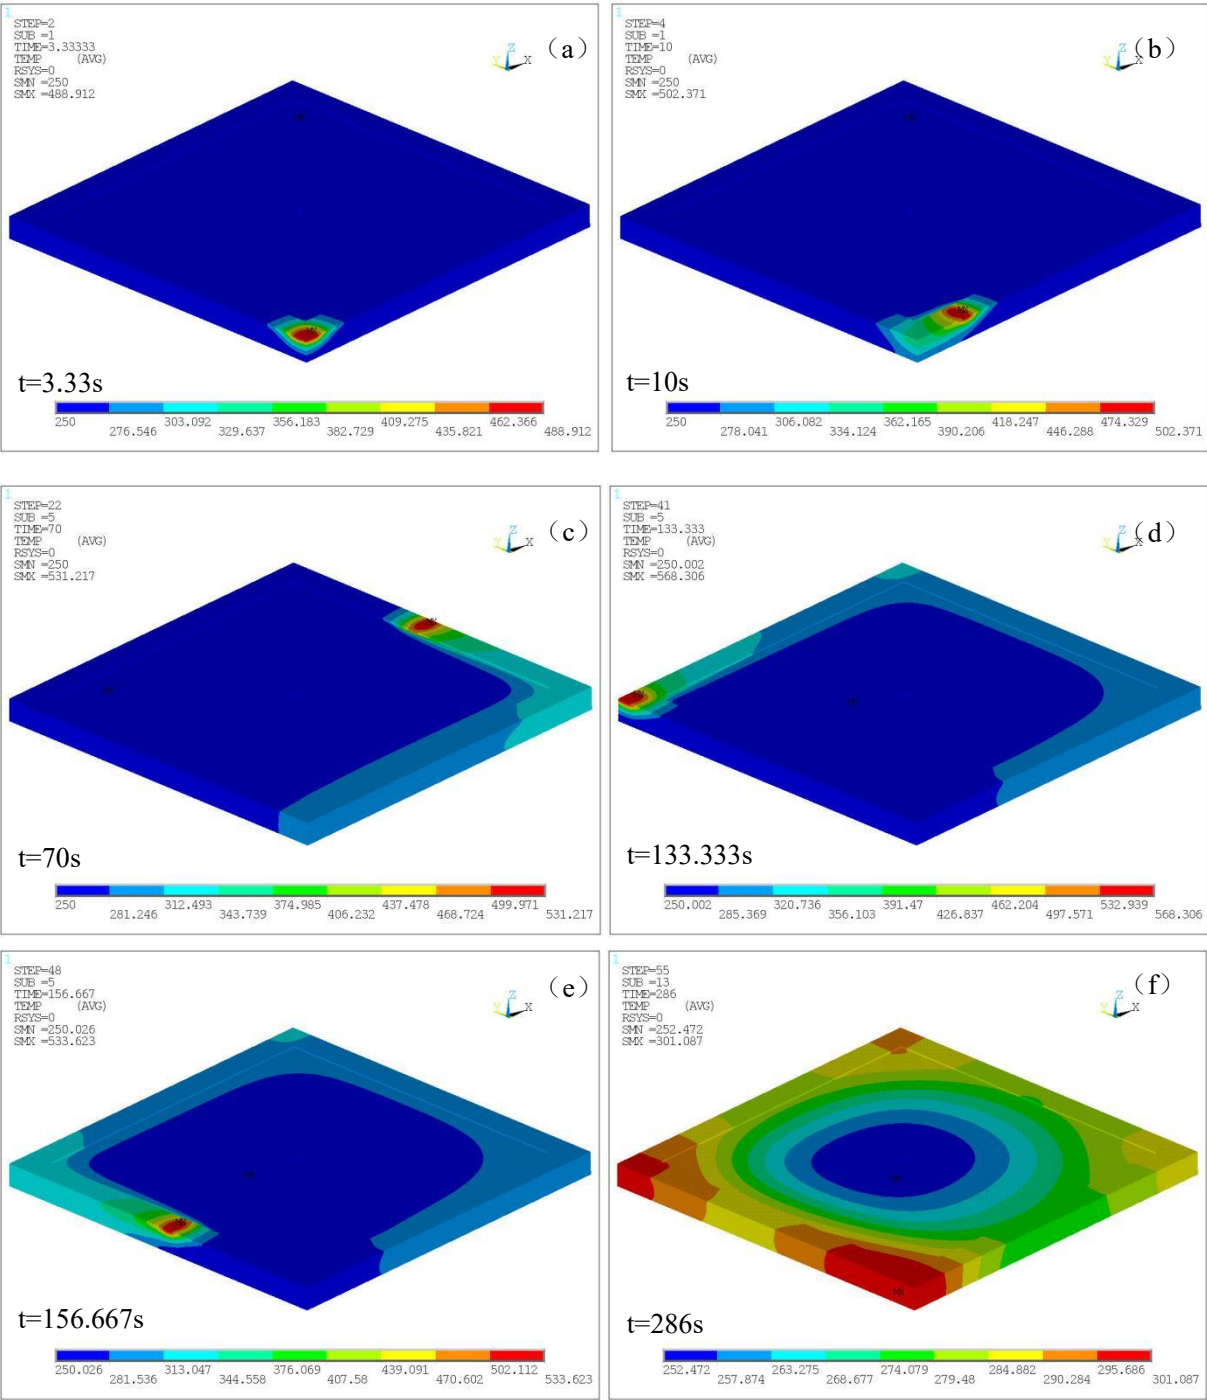 1
STEP=2
SUB =1
TIME=3.33333
TEMP (AVG)
RSYS=0
SMN =250
SMX =488.912
Z
Y X
(a)
MN
MX
t=3.33s
250 303.092 356.183 409.275 462.366
276.546 329.637 382.729 435.821 488.912
1
STEP=4
SUB =1
TIME=10
TEMP (AVG)
RSYS=0
SMN =250
SMX =502.371
Z
Y X
(b)
MN
MX
t=10s
250 306.082 362.165 418.247 474.329
278.041 334.124 390.206 446.288 502.371
1
STEP=22
SUB =5
TIME=70
TEMP (AVG)
RSYS=0
SMN =250
SMX =531.217
Z
Y X
(c)
MX
MN
t=70s
250 312.493 374.985 437.478 499.971
281.246 343.739 406.232 468.724 531.217
1
STEP=41
SUB =5
TIME=133.333
TEMP (AVG)
RSYS=0
SMN =250.002
SMX =568.306
Z
Y X
(d)
MX
MN
t=133.333s
250.002 320.736 391.47 462.204 532.939
285.369 356.103 426.837 497.571 568.306
1
STEP=48
SUB =5
TIME=156.667
TEMP (AVG)
RSYS=0
SMN =250.026
SMX =533.623
Z
Y X
(e)
MN
MX
t=156.667s
250.026 313.047 376.069 439.091 502.112
281.536 344.558 407.58 470.602 533.623
1
STEP=55
SUB =13
TIME=286
TEMP (AVG)
RSYS=0
SMN =252.472
SMX =301.087
Z
Y X
(f)
MN
MX
t=286s
252.472 263.275 274.079 284.882 295.686
257.874 268.677 279.48 290.284 301.087